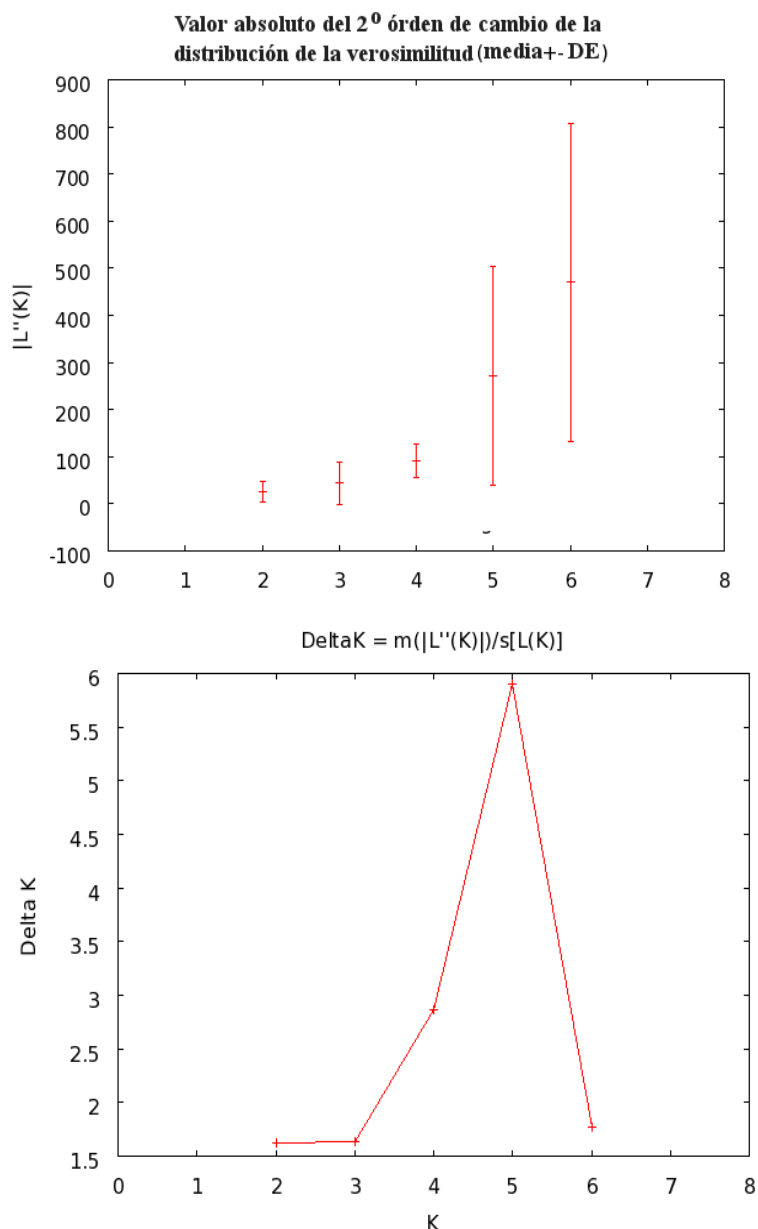 Valor absoluto del 2º órden de cambio de la
distribución de la verosimilitud (media+- DE)
900
800
700
600
500
400
300
200
100
0
-100
|L''(K)|
0 1 2 3 4 5 6 7 8
DeltaK = m(|L''(K)|)/s[L(K)]
6
5.5
5
4.5
4
3.5
3
2.5
2
1.5
Delta K
0 1 2 3 4 5 6 7 8
K